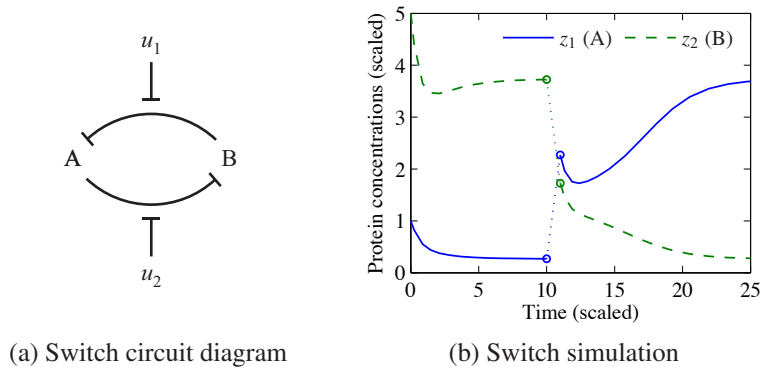 u1
A
B
u2
(a) Switch circuit diagram
Protein concentrations (scaled)
5
4
3
2
1
0
z1 (A)
z2 (B)
0 5 10 15 20 25
Time (scaled)
(b) Switch simulation